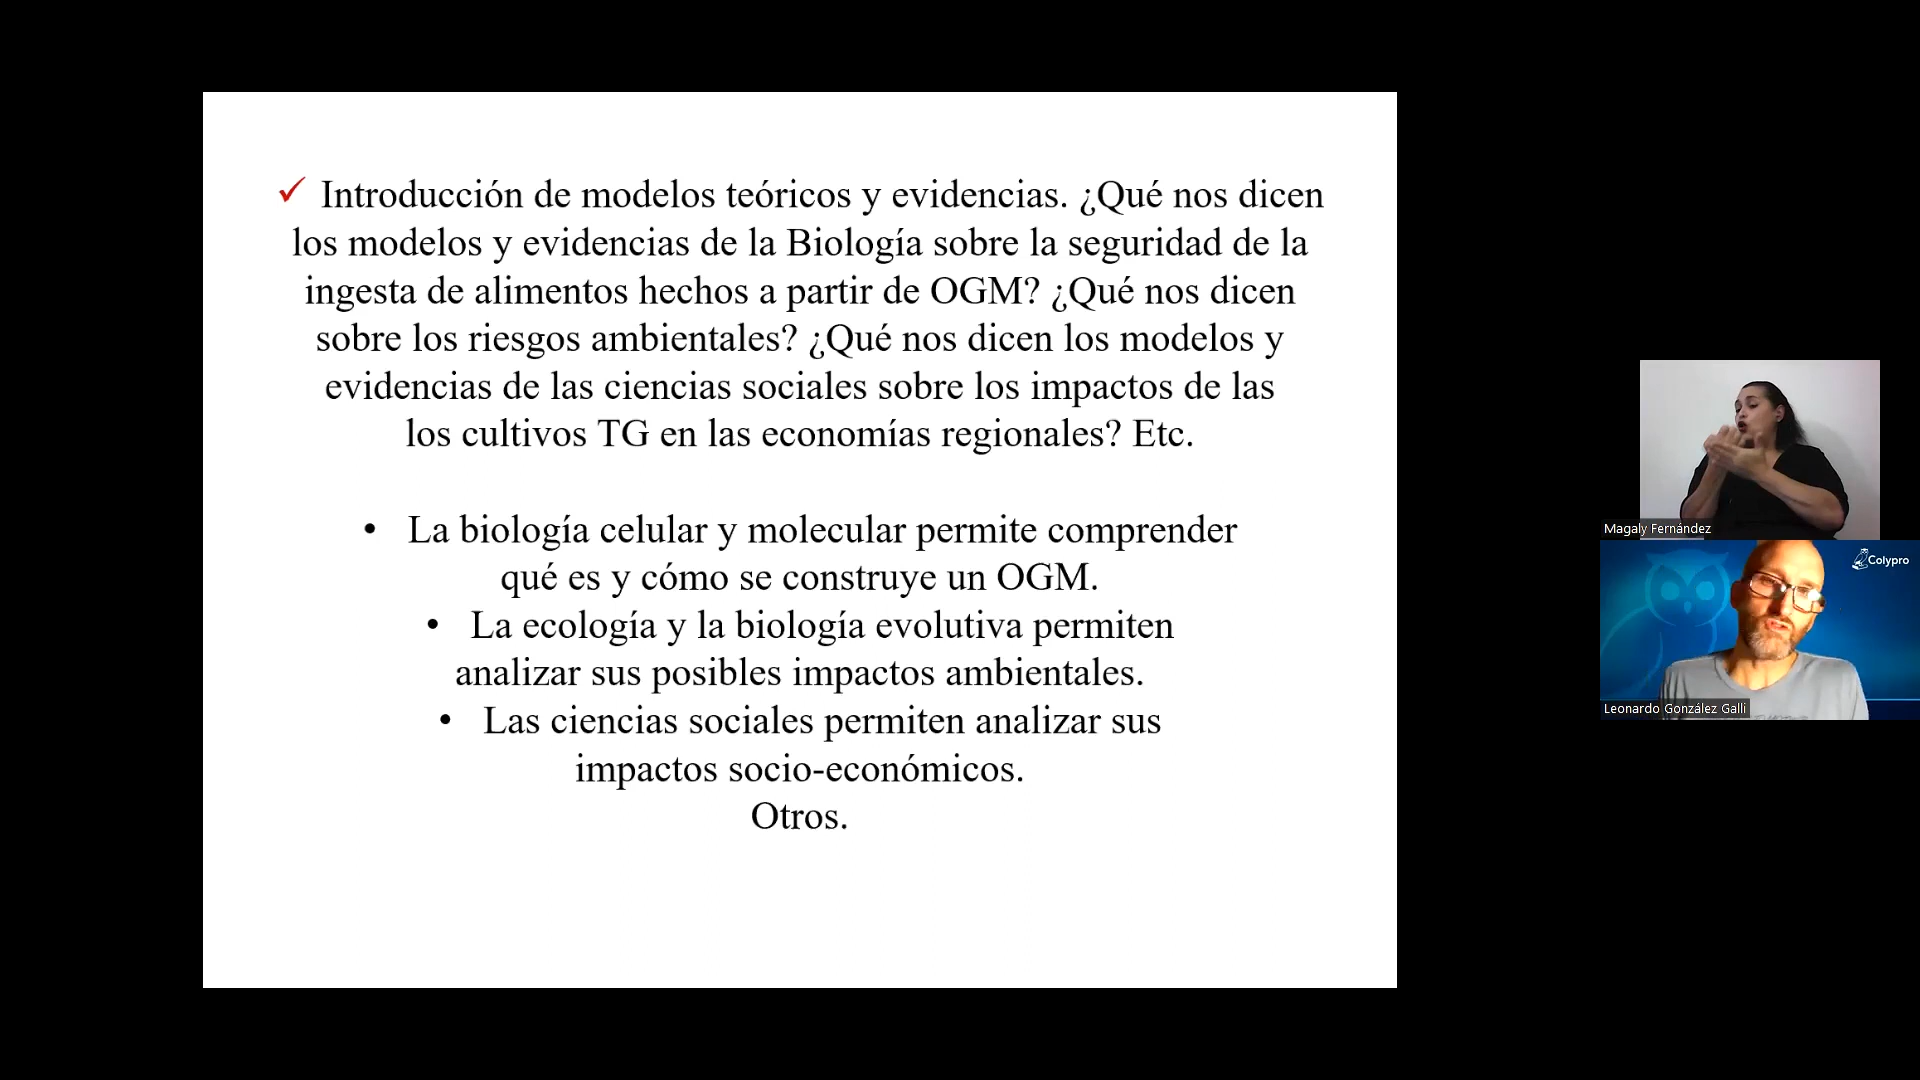 ✓ Introducción de modelos teóricos y evidencias. ¿Qué nos dicen
los modelos y evidencias de la Biología sobre la seguridad de la
ingesta de alimentos hechos a partir de OGM? ¿Qué nos dicen
sobre los riesgos ambientales? ¿Qué nos dicen los modelos y
evidencias de las ciencias sociales sobre los impactos de las
los cultivos TG en las economías regionales? Etc.
• La biología celular y molecular permite comprender
qué es y cómo se construye un OGM.
• La ecología y la biología evolutiva permiten
analizar sus posibles impactos ambientales.
• Las ciencias sociales permiten analizar sus
impactos socio-económicos.
Otros.
Magaly Fernández
Colypro
Leonardo González Galli